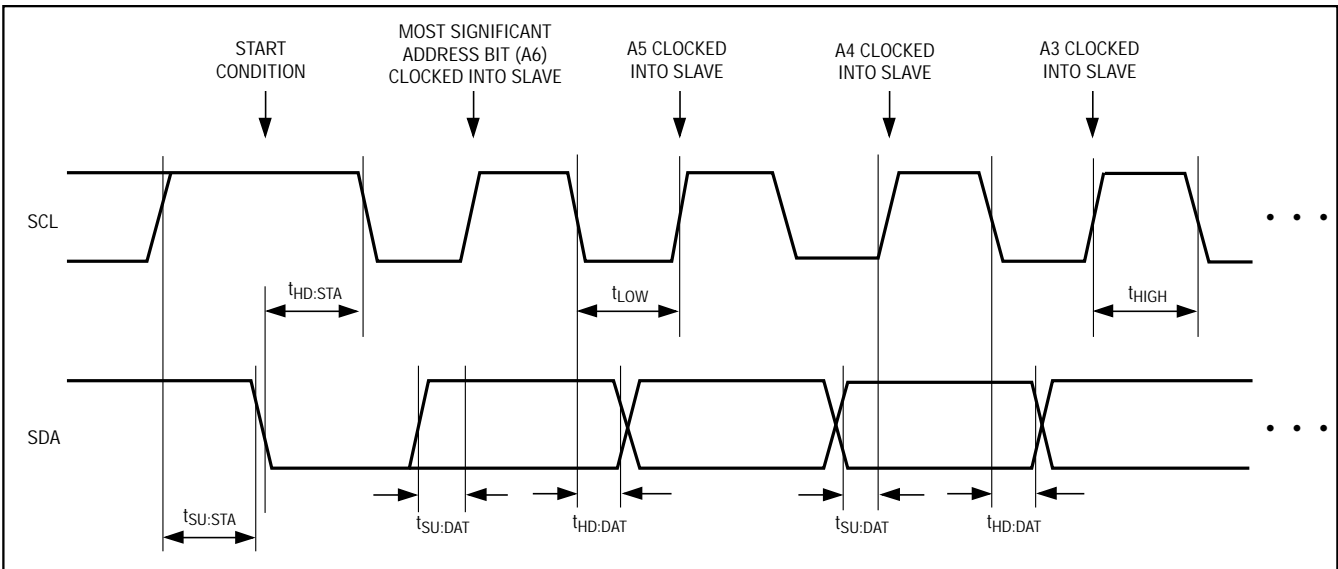 START
CONDITION
MOST SIGNIFICANT
ADDRESS BIT (A6)
CLOCKED INTO SLAVE
A5 CLOCKED
INTO SLAVE
A4 CLOCKED
INTO SLAVE
A3 CLOCKED
INTO SLAVE
SCL
tHD:STA
tLOW
tHIGH
SDA
tSU:STA
tSU:DAT
tHD:DAT
tSU:DAT
tHD:DAT